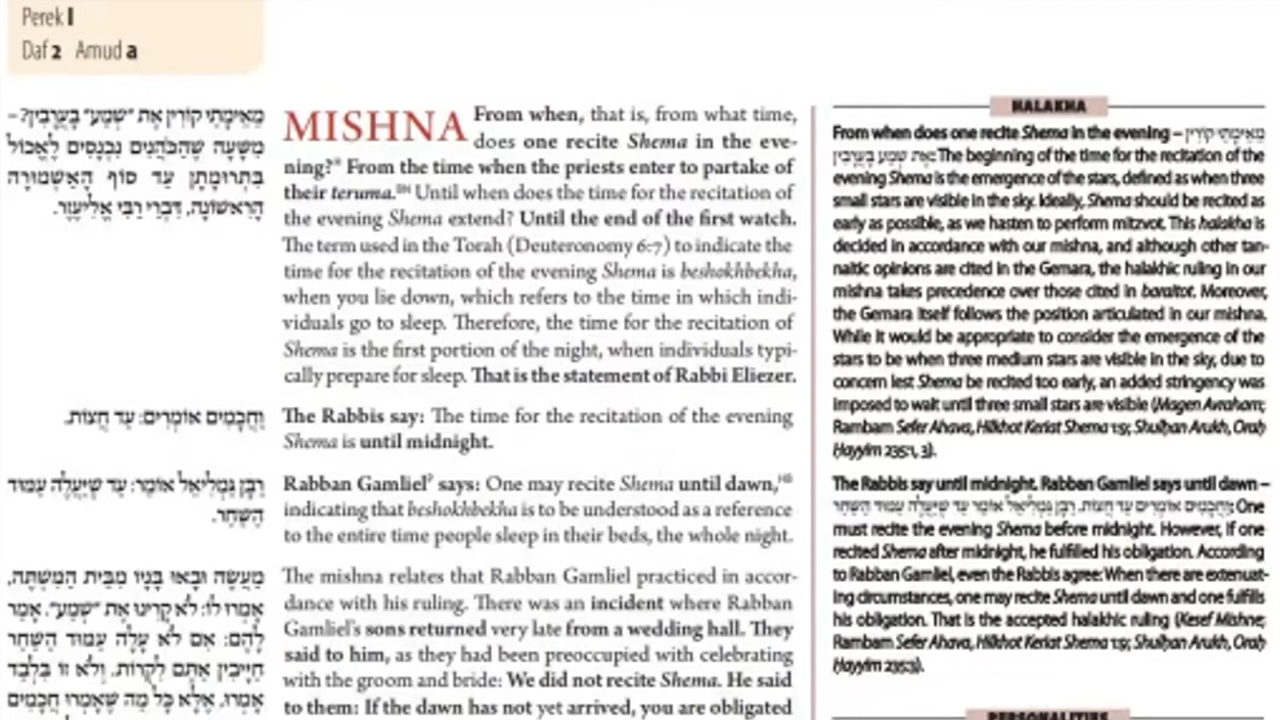 Perek I
Daf 2 Amud a
מֵאֵימָתַי קוֹרִין אֶת ״שְׁמַע״ בָּעֲרָבִין? –
מִשָּׁעָה שֶׁהַכֹּהֲנִים נִכְנָסִים לֶאֱכוֹל
בִּתְרוּמָתָן עַד סוֹף הָאַשְׁמוּרָה
הָרִאשׁוֹנָה, דִּבְרֵי רַבִּי אֱלִיעֶזֶר.
וַחֲכָמִים אוֹמְרִים: עַד חֲצוֹת.
רַבָּן גַּמְלִיאֵל אוֹמֵר: עַד שֶׁיַּעֲלֶה עַמּוּד
הַשַּׁחַר.
מַעֲשֶׂה וּבָאוּ בָּנָיו מִבֵּית הַמִּשְׁתֶּה,
אָמְרוּ לוֹ: לֹא קָרִינוּ אֶת ״שְׁמַע״. אָמַר
לָהֶם: אִם לֹא עָלָה עַמּוּד הַשַּׁחַר
חַיָּיבִין אַתֶּם לִקְרוֹת. וְלֹא זוֹ בִּלְבַד
אָמְרוּ, אֶלָּא כָּל מַה שֶּׁאָמְרוּ חֲכָמִים
MISHNA From when, that is, from what time,
does one recite Shema in the eve-
ning? From the time when the priests enter to partake of
their teruma. Until when does the time for the recitation of
the evening Shema extend? Until the end of the first watch.
The term used in the Torah (Deuteronomy 6:7) to indicate the
time for the recitation of the evening Shema is beshokhbekha,
when you lie down, which refers to the time in which indi-
viduals go to sleep. Therefore, the time for the recitation of
Shema is the first portion of the night, when individuals typi-
cally prepare for sleep. That is the statement of Rabbi Eliezer.
The Rabbis say: The time for the recitation of the evening
Shema is until midnight.
Rabban Gamliel says: One may recite Shema until dawn,
indicating that beshokhbekha is to be understood as a reference
to the entire time people sleep in their beds, the whole night.
The mishna relates that Rabban Gamliel practiced in accor-
dance with his ruling. There was an incident where Rabban
Gamliel's sons returned very late from a wedding hall. They
said to him, as they had been preoccupied with celebrating
with the groom and bride: We did not recite Shema. He said
to them: If the dawn has not yet arrived, you are obligated
HALAKHA
From when does one recite Shema in the evening – מֵאֵימָתַי קוֹרִין
אֶת שְׁמַע בָּעֲרָבִין: The beginning of the time for the recitation of the
evening Shema is the emergence of the stars, defined as when three
small stars are visible in the sky. Ideally, Shema should be recited as
early as possible, as we hasten to perform mitzvot. This halakha is
decided in accordance with our mishna, and although other tan-
naitic opinions are cited in the Gemara, the halakhic ruling in our
mishna takes precedence over those cited in baraitot. Moreover,
the Gemara itself follows the position articulated in our mishna.
While it would be appropriate to consider the emergence of the
stars to be when three medium stars are visible in the sky, due to
concern lest Shema be recited too early, an added stringency was
imposed to wait until three small stars are visible (Magen Avraham;
Rambam Sefer Ahava, Hilkhot Keriat Shema 1:9; Shulḥan Arukh, Oraḥ
Ḥayyim 235:1, 3).
The Rabbis say until midnight. Rabban Gamliel says until dawn –
וַחֲכָמִים אוֹמְרִים עַד חֲצוֹת. רַבָּן גַּמְלִיאֵל אוֹמֵר עַד שֶׁיַּעֲלֶה עַמּוּד הַשַּׁחַר: One
must recite the evening Shema before midnight. However, if one
recited Shema after midnight, he fulfilled his obligation. According
to Rabban Gamliel, even the Rabbis agree: When there are extenuat-
ing circumstances, one may recite Shema until dawn and one fulfills
his obligation. That is the accepted halakhic ruling (Kesef Mishne;
Rambam Sefer Ahava, Hilkhot Keriat Shema 1:9; Shulḥan Arukh, Oraḥ
Ḥayyim 235:3).
PERSONALITIES